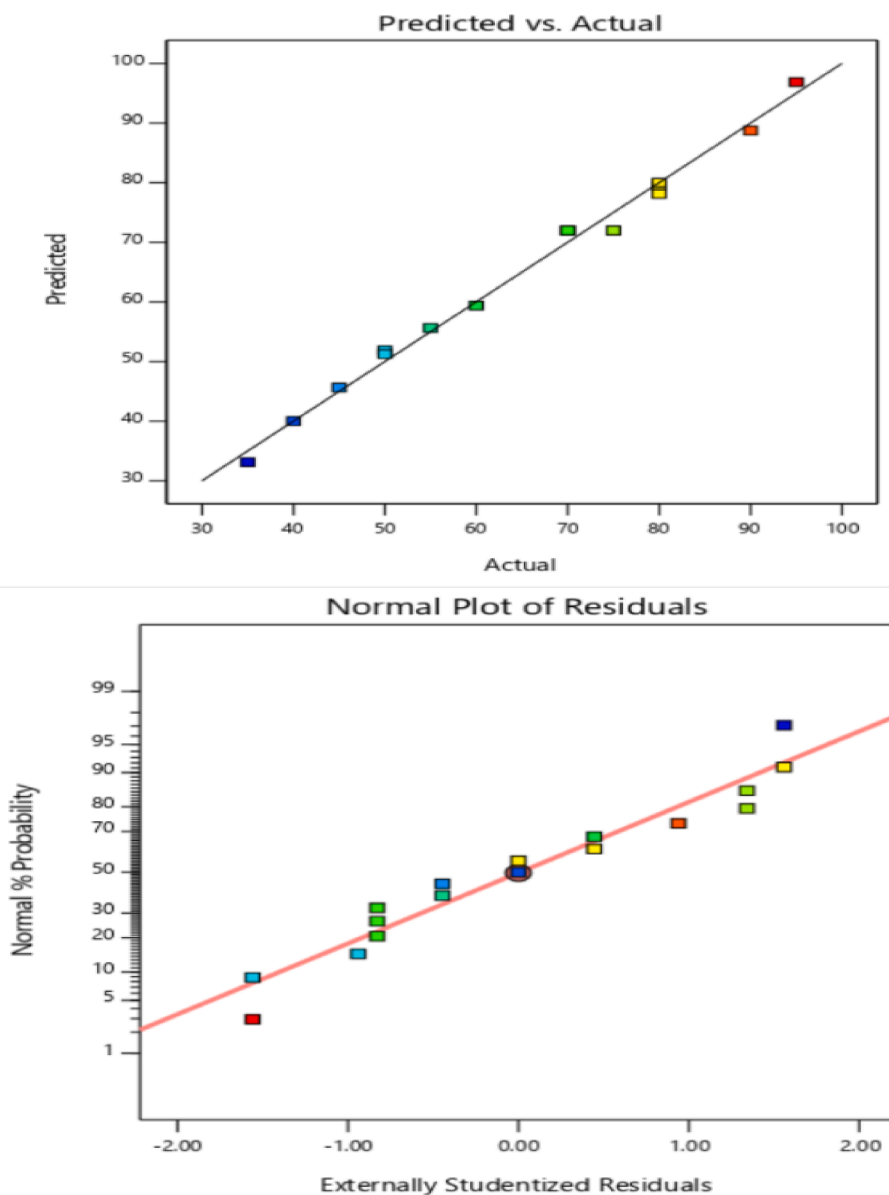 Predicted vs. Actual
100
90
80
70
60
50
40
30
Predicted
30 40 50 60 70 80 90 100
Actual
Normal Plot of Residuals
99
95
90
80
70
50
30
20
10
5
1
Normal % Probability
-2.00 -1.00 0.00 1.00 2.00
Externally Studentized Residuals